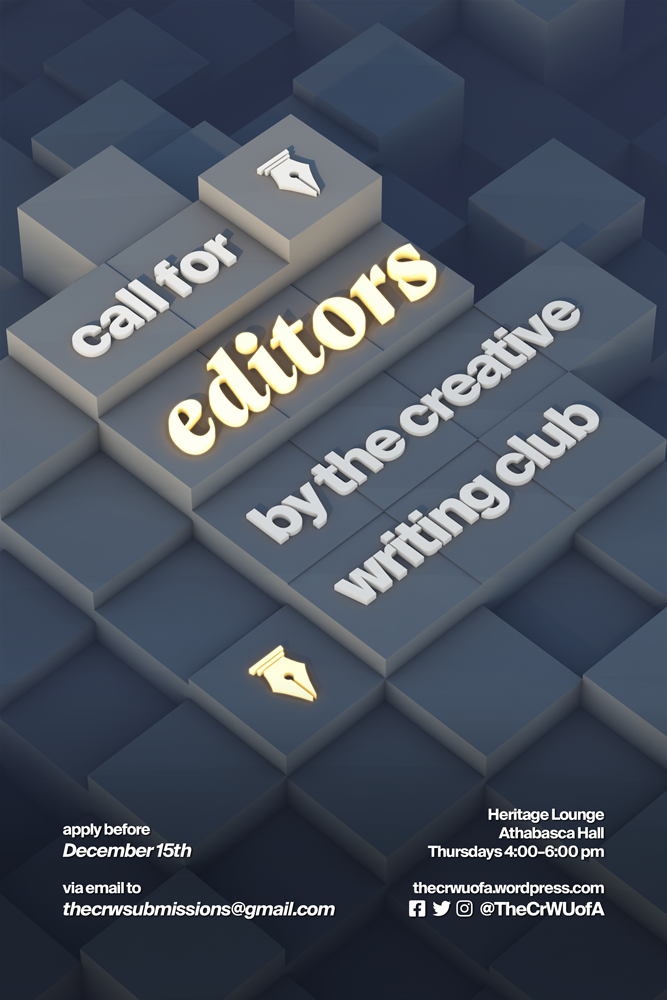 call for
editors
by the creative
writing club
apply before
December 15th
via email to
thecrwsubmissions@gmail.com
Heritage Lounge
Athabasca Hall
Thursdays 4:00–6:00 pm
thecrwuofa.wordpress.com
@TheCrWUofA